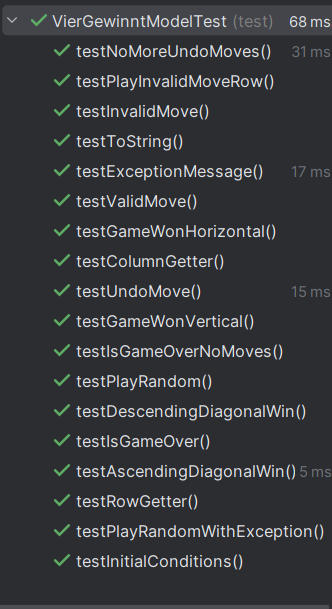 VierGewinntModelTest (test) 68 ms
testNoMoreUndoMoves() 31 ms
testPlayInvalidMoveRow()
testInvalidMove()
testToString()
testExceptionMessage() 17 ms
testValidMove()
testGameWonHorizontal()
testColumnGetter()
testUndoMove() 15 ms
testGameWonVertical()
testIsGameOverNoMoves()
testPlayRandom()
testDescendingDiagonalWin()
testIsGameOver()
testAscendingDiagonalWin() 5 ms
testRowGetter()
testPlayRandomWithException()
testInitialConditions()